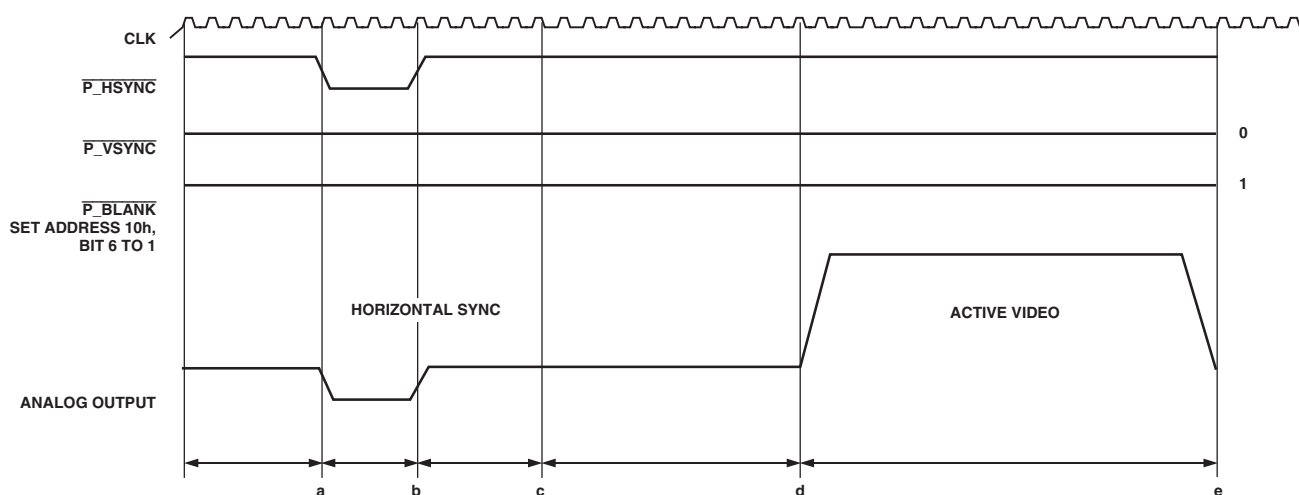 CLK
P_HSYNC
P_VSYNC
0
1
P_BLANK
SET ADDRESS 10h,
BIT 6 TO 1
HORIZONTAL SYNC
ACTIVE VIDEO
ANALOG OUTPUT
a b c d e